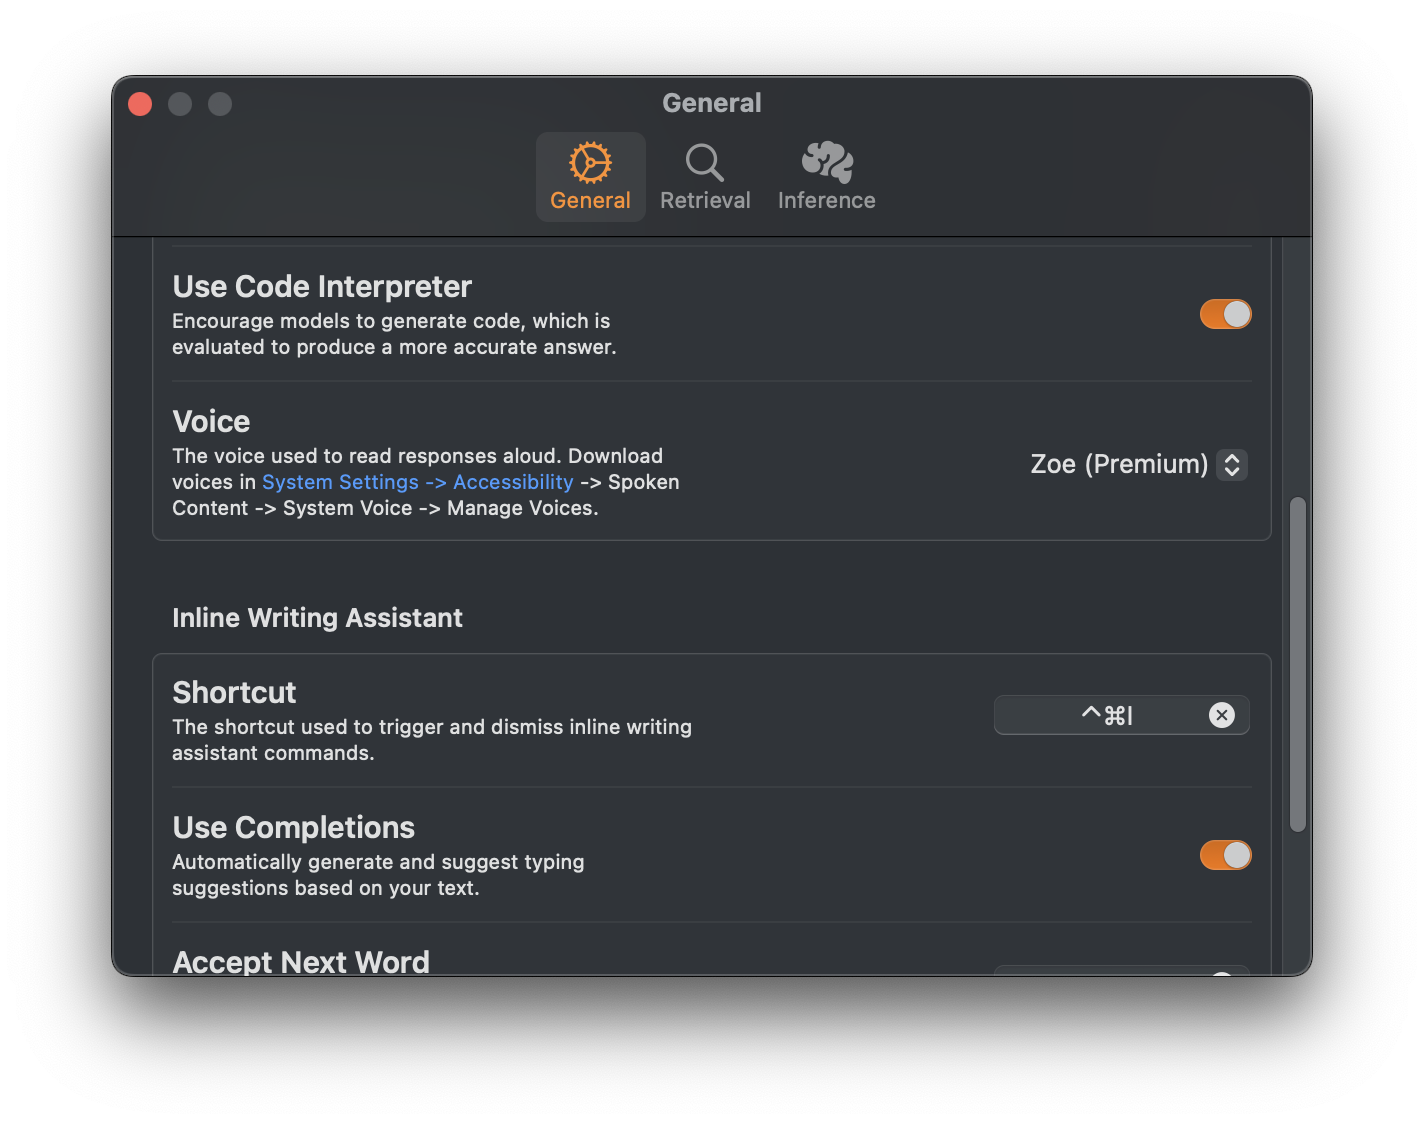 General
General
Retrieval
Inference
Use Code Interpreter
Encourage models to generate code, which is
evaluated to produce a more accurate answer.
Voice
The voice used to read responses aloud. Download
voices in System Settings -> Accessibility -> Spoken
Content -> System Voice -> Manage Voices.
Zoe (Premium)
Inline Writing Assistant
Shortcut
The shortcut used to trigger and dismiss inline writing
assistant commands.
^⌘I
Use Completions
Automatically generate and suggest typing
suggestions based on your text.
Accept Next Word